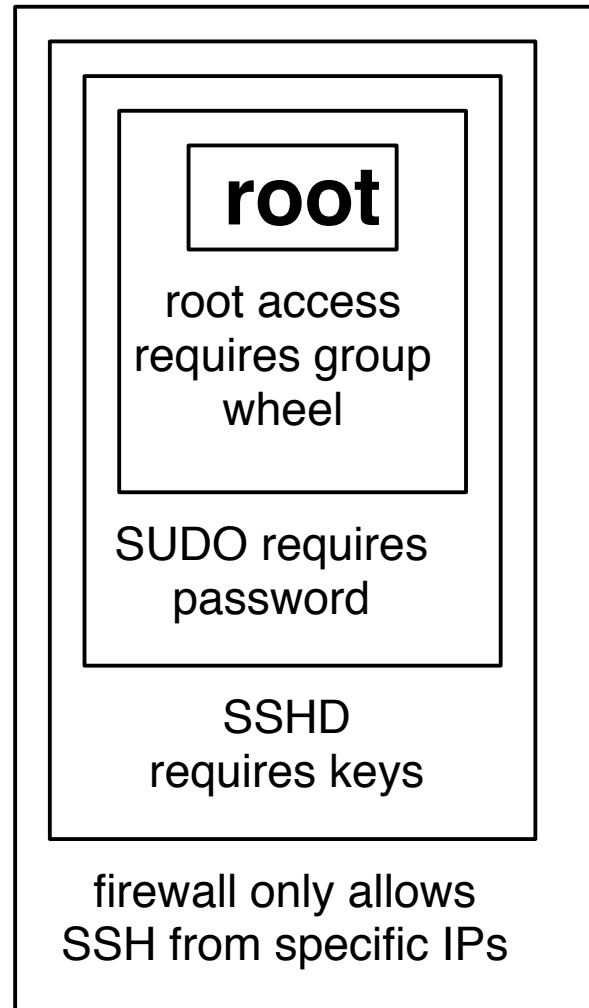 root
root access
requires group
wheel
SUDO requires
password
SSHD
requires keys
firewall only allows
SSH from specific IPs